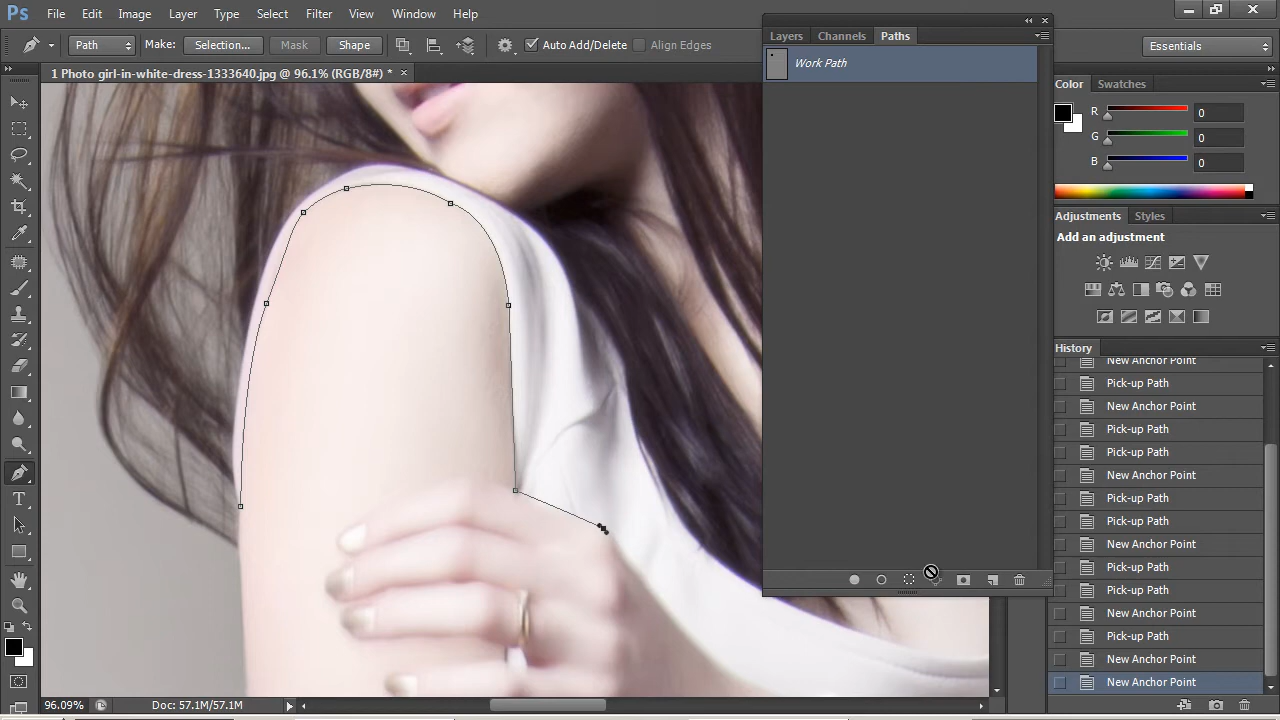 Ps File Edit Image Layer Type Select Filter View Window Help
Path Make: Selection... Mask Shape Auto Add/Delete Align Edges Essentials
1 Photo girl-in-white-dress-1333640.jpg @ 96.1% (RGB/8#) * ×
Layers Channels Paths
Work Path
Color Swatches
R 0
G 0
B 0
Adjustments Styles
Add an adjustment
History
New Anchor Point
Pick-up Path
New Anchor Point
Pick-up Path
Pick-up Path
New Anchor Point
Pick-up Path
Pick-up Path
New Anchor Point
Pick-up Path
Pick-up Path
New Anchor Point
Pick-up Path
New Anchor Point
New Anchor Point
T
96.09% Doc: 57.1M/57.1M